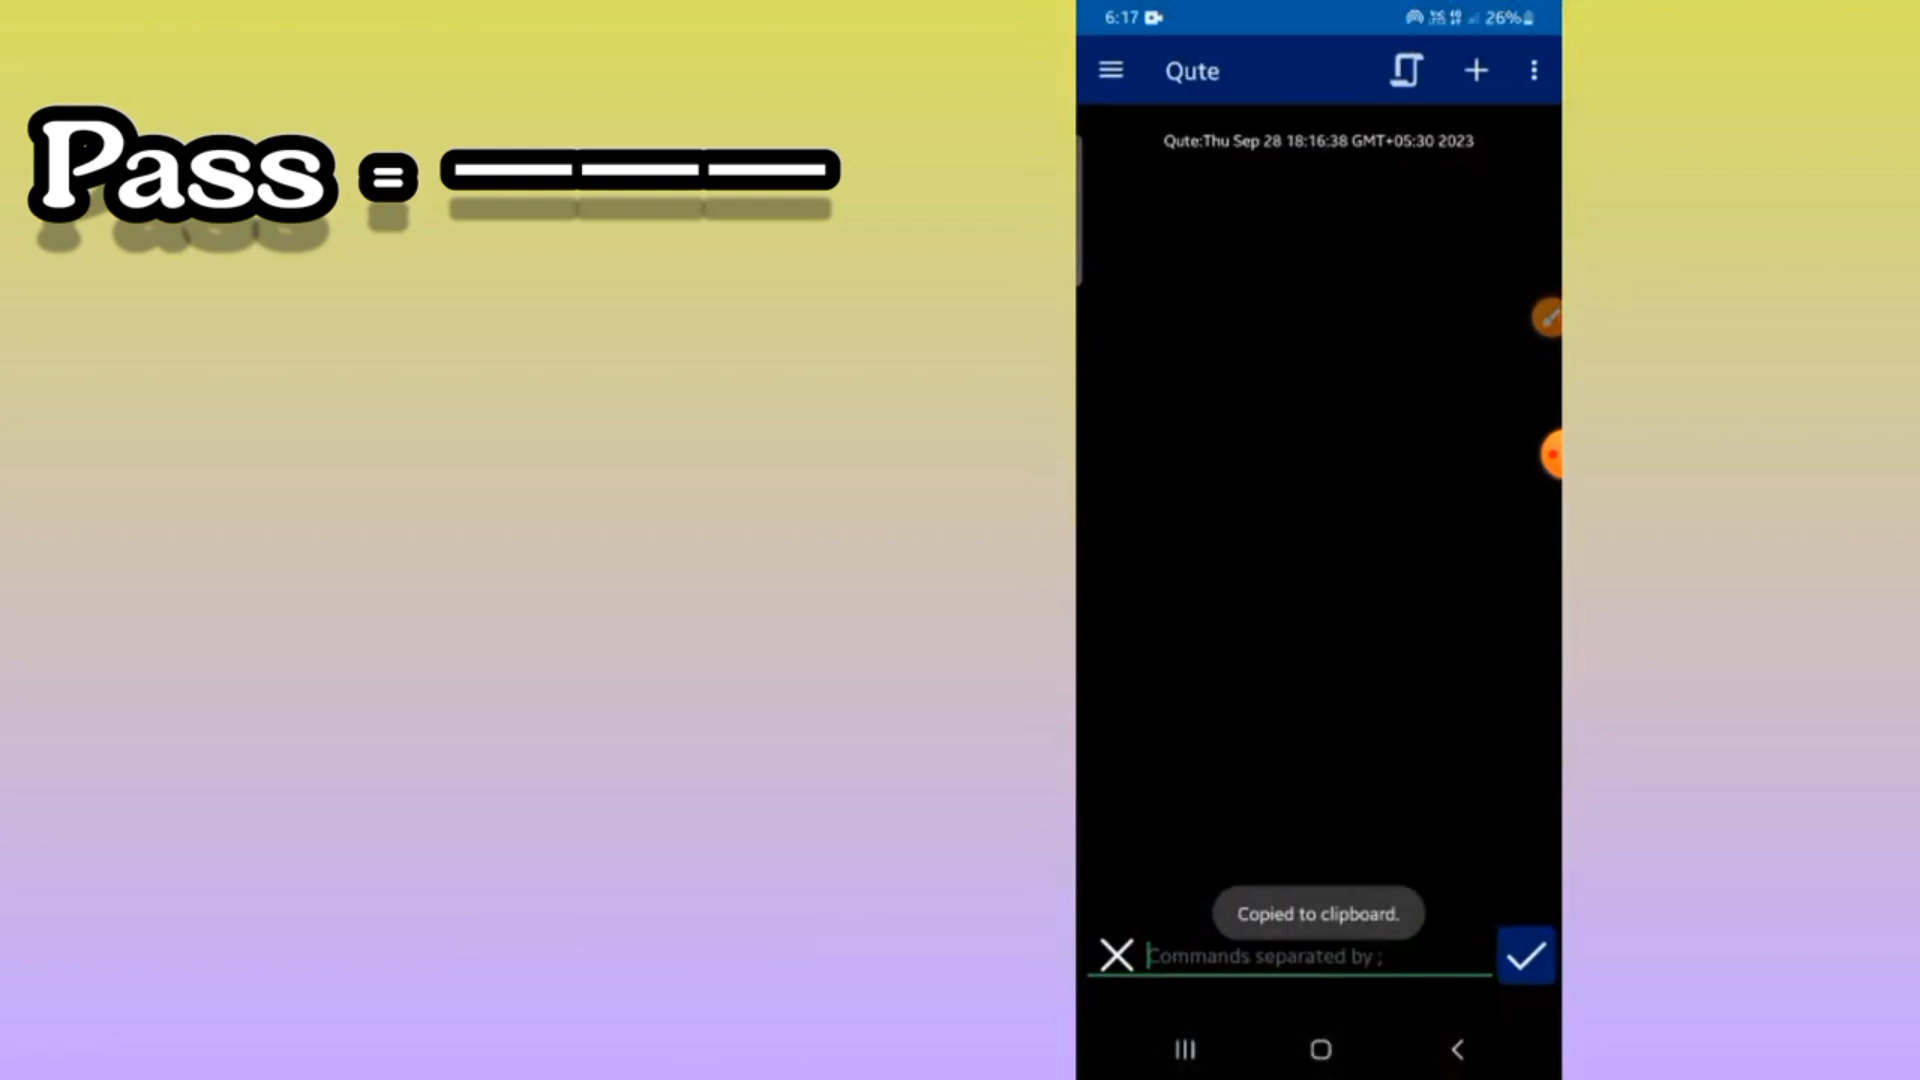 Pass = ———
6:17
26%
Qute
Qute:Thu Sep 28 18:16:38 GMT+05:30 2023
Copied to clipboard.
Commands separated by ;